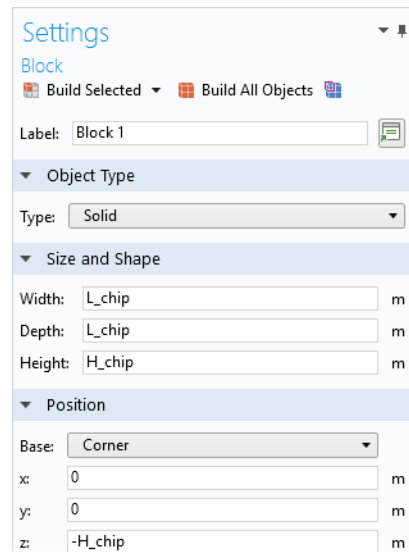 Settings
Block
Build Selected Build All Objects
Label: Block 1
Object Type
Type: Solid
Size and Shape
Width: L_chip m
Depth: L_chip m
Height: H_chip m
Position
Base: Corner
x: 0 m
y: 0 m
z: -H_chip m